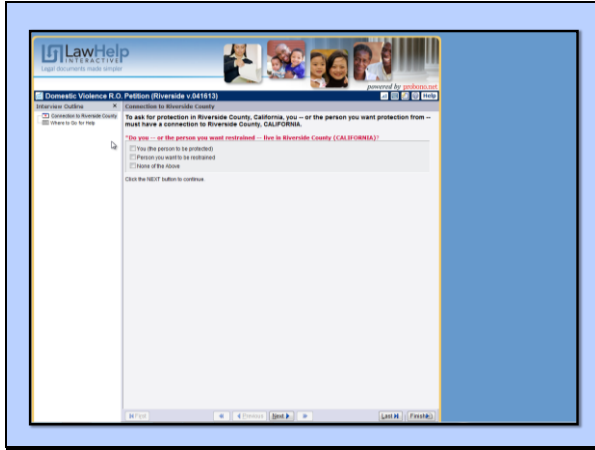 LawHelp
INTERACTIVE
Legal documents made simpler
powered by probono.net
Domestic Violence R.O. Petition (Riverside v.041613)
Help
Interview Outline
Connection to Riverside County
Where to Go for Help
Connection to Riverside County
To ask for protection in Riverside County, California, you -- or the person you want protection from --
must have a connection to Riverside County, CALIFORNIA.
*Do you -- or the person you want restrained-- live in Riverside County (CALIFORNIA)?
You (the person to be protected)
Person you want to be restrained
None of the Above
Click the NEXT button to continue.
First
Previous
Next
Last
Finish